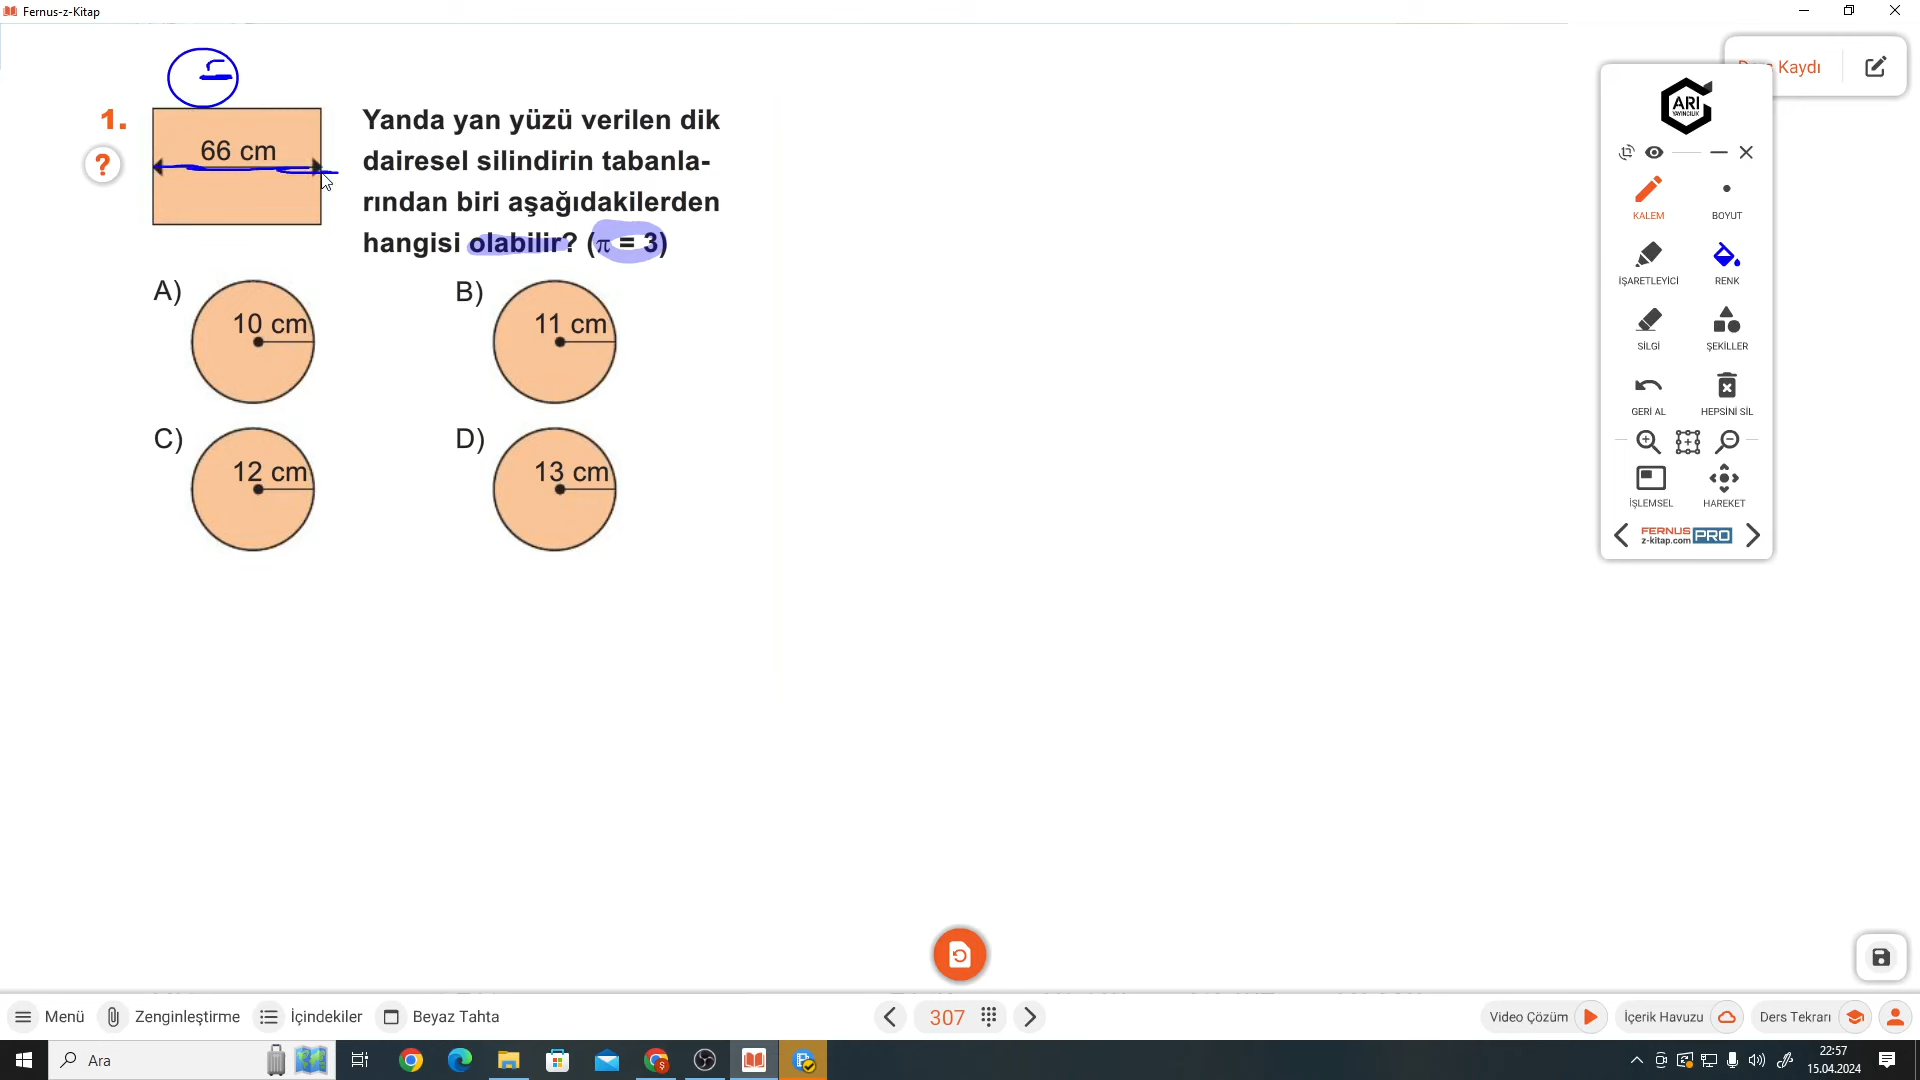 Fernus-z-Kitap
Ders Kaydı
1.
66 cm
Yanda yan yüzü verilen dik
dairesel silindirin tabanla-
rından biri aşağıdakilerden
hangisi olabilir? (π = 3)
?
A)
10 cm
B)
11 cm
C)
12 cm
D)
13 cm
r
ARI
YAYINCILIK
KALEM
BOYUT
İŞARETLEYİCİ
RENK
SİLGİ
ŞEKİLLER
GERİ AL
HEPSİNİ SİL
İŞLEMSEL
HAREKET
FERNUS
z-kitap.com
PRO
Menü
Zenginleştirme
İçindekiler
Beyaz Tahta
307
Video Çözüm
İçerik Havuzu
Ders Tekrarı
Ara
22:57
15.04.2024